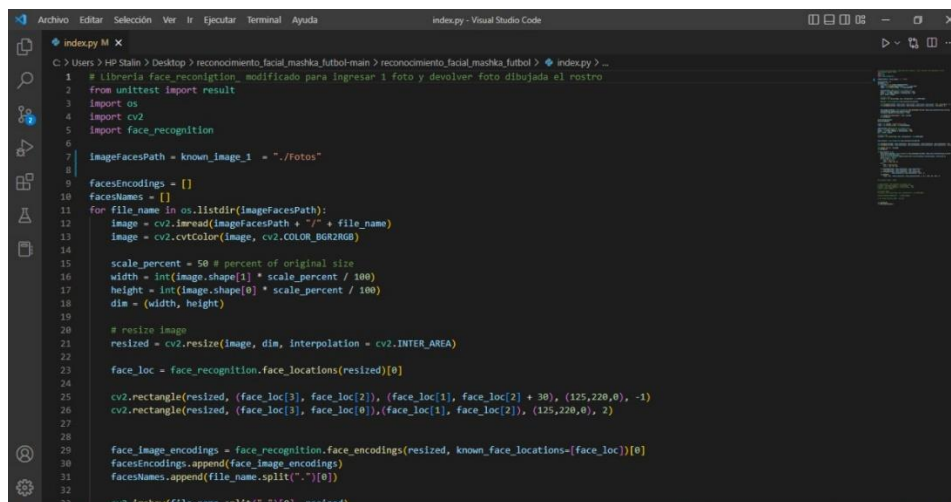 Archivo Editar Selección Ver Ir Ejecutar Terminal Ayuda
index.py - Visual Studio Code
index.py M X
C: > Users > HP Stalin > Desktop > reconocimiento_facial_mashka_futbol-main > reconocimiento_facial_mashka_futbol > index.py > ...
1 # Libreria face_reconigtion_ modificado para ingresar 1 foto y devolver foto dibujada el rostro
2 from unittest import result
3 import os
4 import cv2
5 import face_recognition
6
7 imageFacesPath = known_image_1 = "./Fotos"
8
9 facesEncodings = []
10 facesNames = []
11 for file_name in os.listdir(imageFacesPath):
12 image = cv2.imread(imageFacesPath + "/" + file_name)
13 image = cv2.cvtColor(image, cv2.COLOR_BGR2RGB)
14
15 scale_percent = 50 # percent of original size
16 width = int(image.shape[1] * scale_percent / 100)
17 height = int(image.shape[0] * scale_percent / 100)
18 dim = (width, height)
19
20 # resize image
21 resized = cv2.resize(image, dim, interpolation = cv2.INTER_AREA)
22
23 face_loc = face_recognition.face_locations(resized)[0]
24
25 cv2.rectangle(resized, (face_loc[3], face_loc[2]),(face_loc[1], face_loc[2] + 30), (125,220,0), -1)
26 cv2.rectangle(resized, (face_loc[3], face_loc[0]),(face_loc[1], face_loc[2]), (125,220,0), 2)
27
28
29 face_image_encodings = face_recognition.face_encodings(resized, known_face_locations=[face_loc])[0]
30 facesEncodings.append(face_image_encodings)
31 facesNames.append(file_name.split(".")[0])
32
2